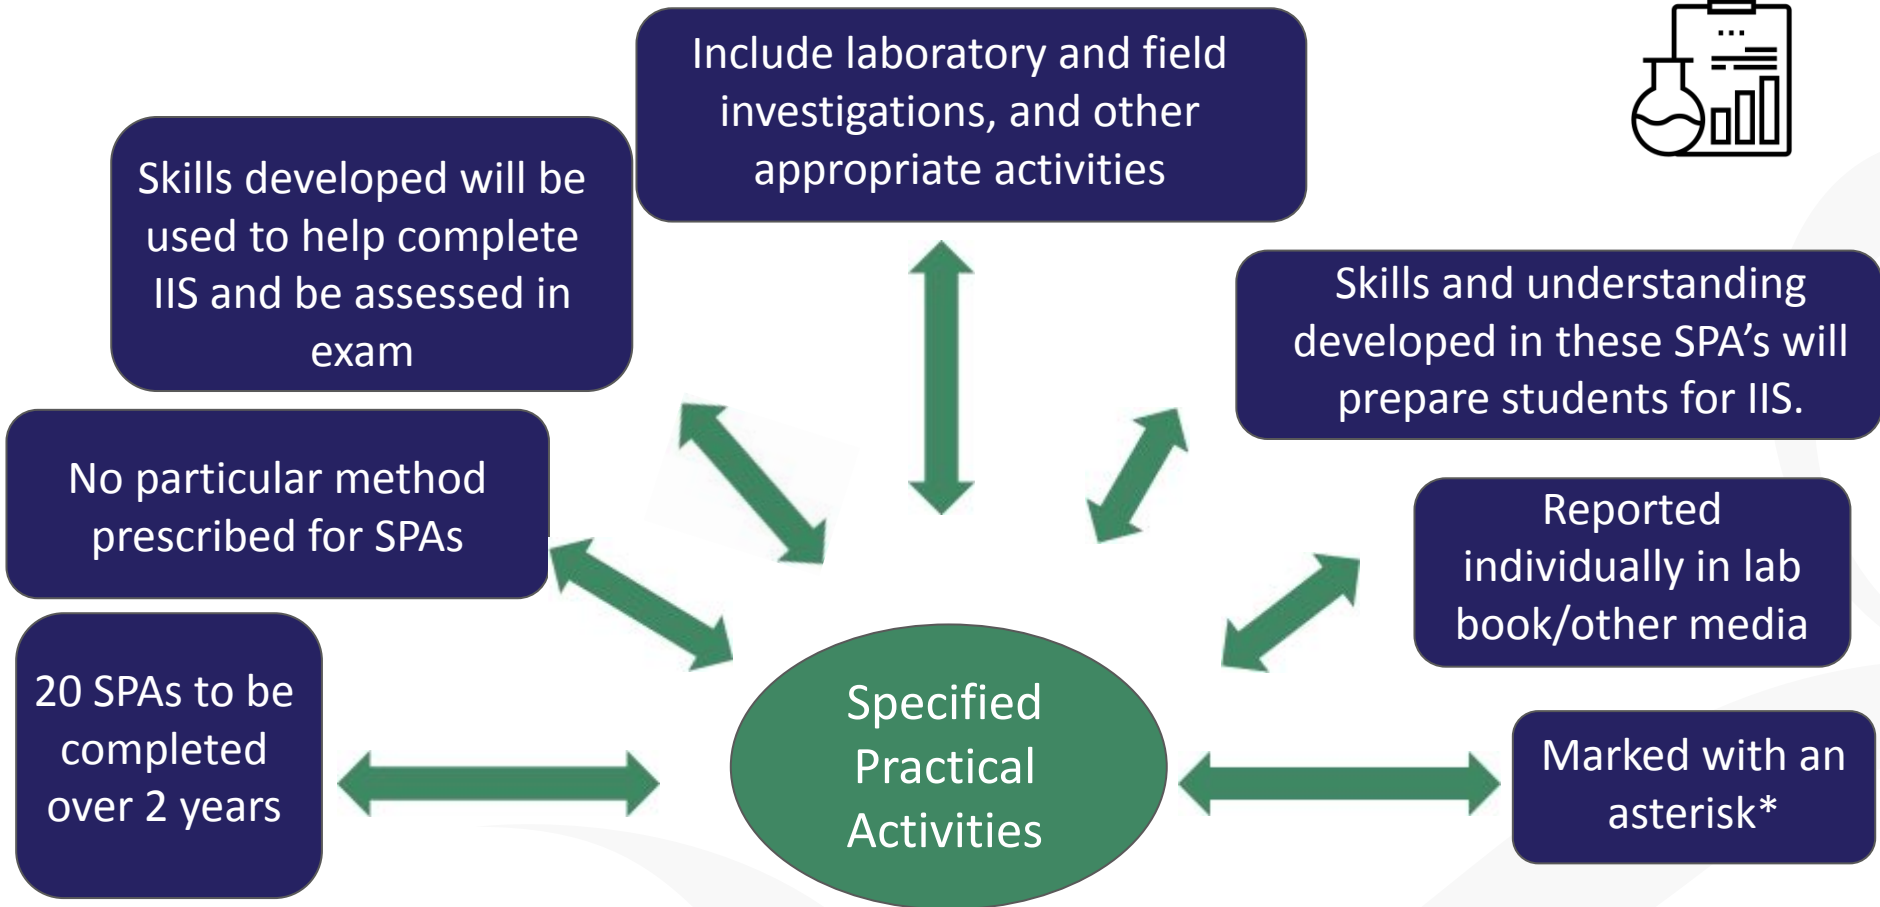 Include laboratory and field
investigations, and other
appropriate activities
Skills developed will be
used to help complete
IIS and be assessed in
exam
Skills and understanding
developed in these SPA’s will
prepare students for IIS.
No particular method
prescribed for SPAs
Reported
individually in lab
book/other media
20 SPAs to be
completed
over 2 years
Specified
Practical
Activities
Marked with an
asterisk*